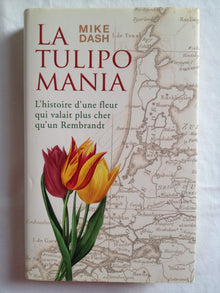 MIKE
DASH
LA
TULIPO
MANIA
L'histoire d'une fleur
qui valait plus cher
qu'un Rembrandt